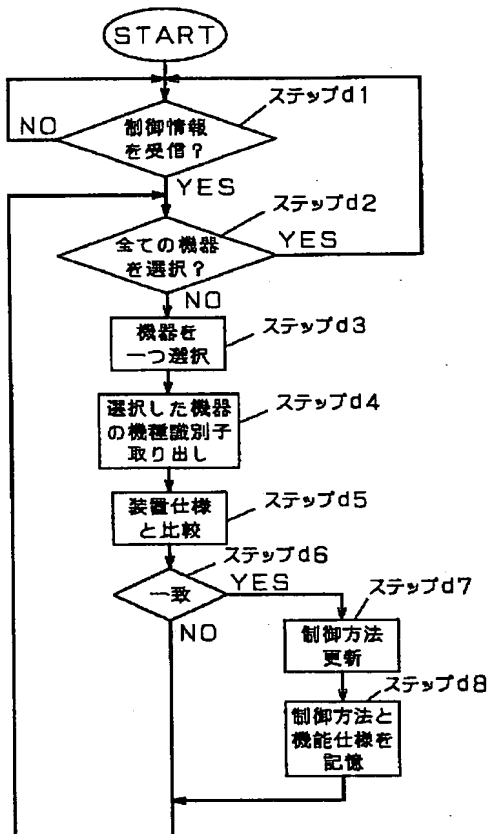 START
ステップd1
NO
制御情報
を受信？
YES
ステップd2
全ての機器
を選択？
YES
NO
機器を
一つ選択
ステップd3
選択した機器
の機種識別子
取り出し
ステップd4
装置仕様
と比較
ステップd5
ステップd6
一致
YES
NO
ステップd7
制御方法
更新
ステップd8
制御方法と
機能仕様を
記憶